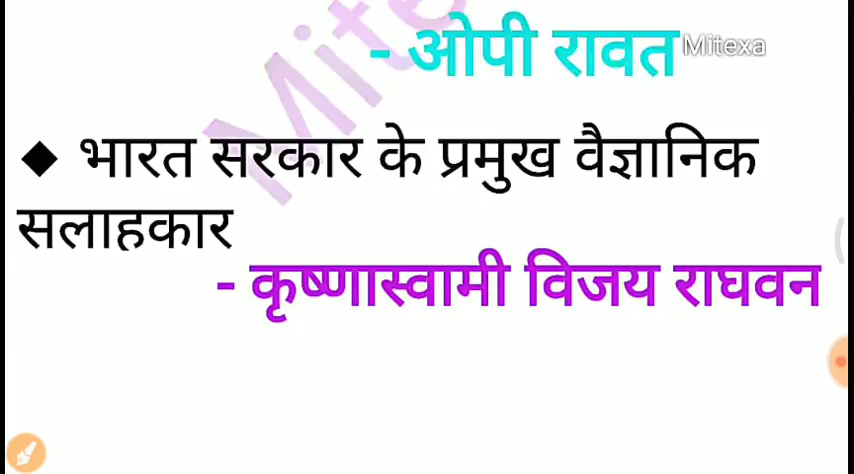 - ओपी रावत Mitexa
◆ भारत सरकार के प्रमुख वैज्ञानिक
सलाहकार
- कृष्णास्वामी विजय राघवन